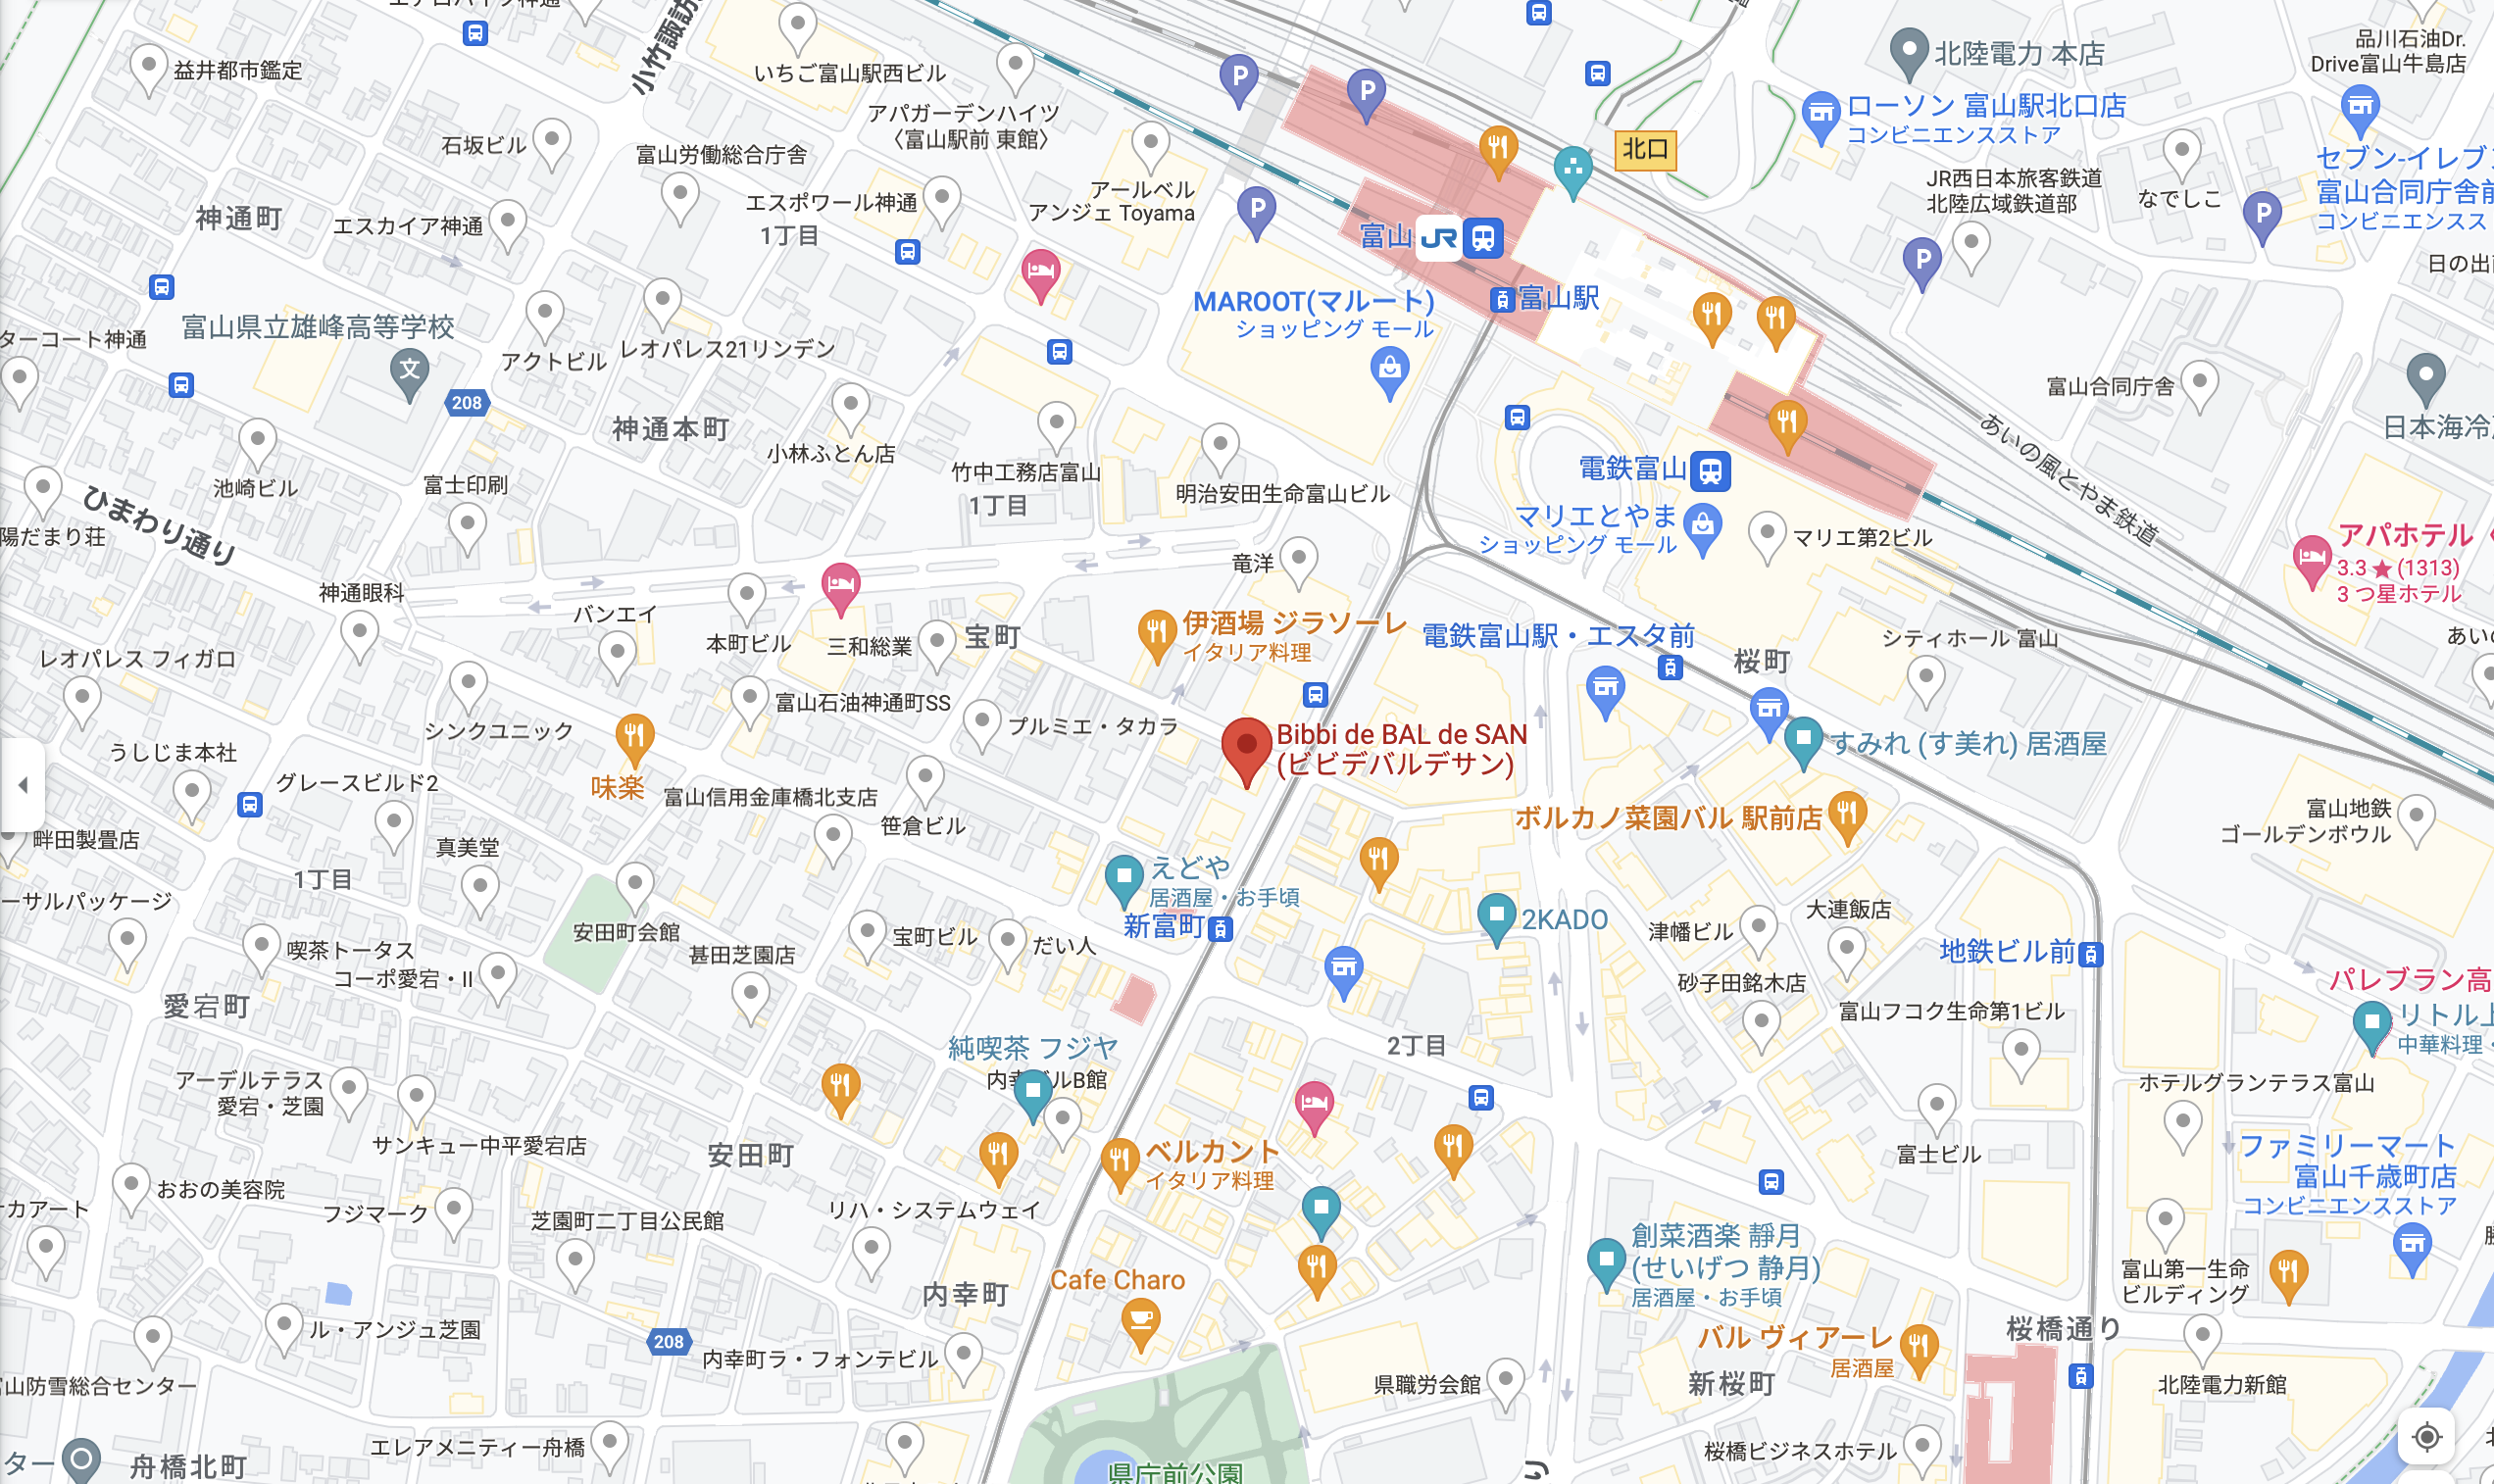 小竹諏訪
益井都市鑑定
いちご富山駅西ビル
北陸電力 本店
品川石油Dr.
Drive富山牛島店
アパガーデンハイツ
〈富山駅前 東館〉
ローソン 富山駅北口店
コンビニエンスストア
石坂ビル
富山労働総合庁舎
北口
セブン-イレブ
富山合同庁舎前
コンビニエンスス
JR西日本旅客鉄道
北陸広域鉄道部
なでしこ
アールベル
アンジェ Toyama
エスポワール神通
1丁目
神通町
エスカイア神通
富山
JR
日の出
MAROOT(マルート)
ショッピング モール
富山駅
富山県立雄峰高等学校
ターコート神通
アクトビル
レオパレス21リンデン
208
富山合同庁舎
神通本町
小林ふとん店
日本海冷
あいの風とやま鉄道
竹中工務店富山
1丁目
明治安田生命富山ビル
電鉄富山
池崎ビル
富士印刷
ひまわり通り
陽だまり荘
マリエとやま
ショッピング モール
マリエ第2ビル
アパホテル
3.3 ★ (1313)
3 つ星ホテル
竜洋
神通眼科
バンエイ
本町ビル
三和総業
宝町
伊酒場 ジラソーレ
イタリア料理
電鉄富山駅・エスタ前
桜町
シティホール 富山
レオパレス フィガロ
シンクユニック
富山石油神通町SS
プルミエ・タカラ
Bibbi de BAL de SAN
(ビビデバルデサン)
すみれ (す美れ) 居酒屋
うしじま本社
グレースビルド2
味楽
富山信用金庫橋北支店
笹倉ビル
ボルカノ菜園バル 駅前店
富山地鉄
ゴールデンボウル
畔田製畳店
真美堂
1丁目
えどや
居酒屋・お手頃
新富町
2KADO
大連飯店
津幡ビル
ーサルパッケージ
安田町会館
喫茶トータス
コーポ愛宕・II
甚田芝園店
宝町ビル
だい人
地鉄ビル前
砂子田銘木店
愛宕町
富山フコク生命第1ビル
パレブラン高
リトル上
中華料理・
純喫茶 フジヤ
2丁目
アーデルテラス
愛宕・芝園
ホテルグランテラス富山
サンキュー中平愛宕店
安田町
ベルカント
イタリア料理
富士ビル
ファミリーマート
富山千歳町店
コンビニエンスストア
おおの美容院
フジマーク
芝園町二丁目公民館
リハ・システムウェイ
カアート
創菜酒楽 靜月
(せいげつ 静月)
居酒屋・お手頃
Cafe Charo
内幸町
富山第一生命
ビルディング
ル・アンジュ芝園
208
内幸町ラ・フォンテビル
バル ヴィアーレ
居酒屋
桜橋通り
山防雪総合センター
県職労会館
新桜町
北陸電力新館
エレアメニティー舟橋
桜橋ビジネスホテル
ター
舟橋北町
県庁前公園
り